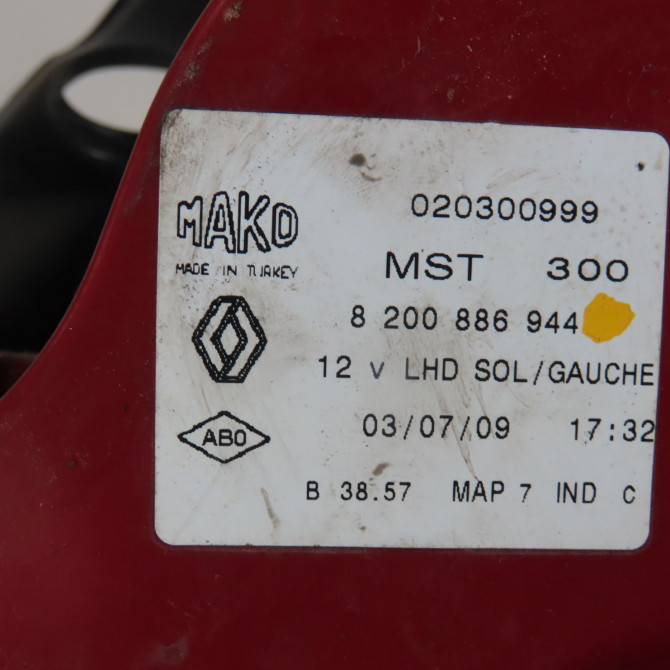 MAKO
MADE IN TURKEY
020300999
MST 300
8 200 886 944
12 v LHD SOL/GAUCHE
ABO
03/07/09 17:32
B 38.57 MAP 7 IND C